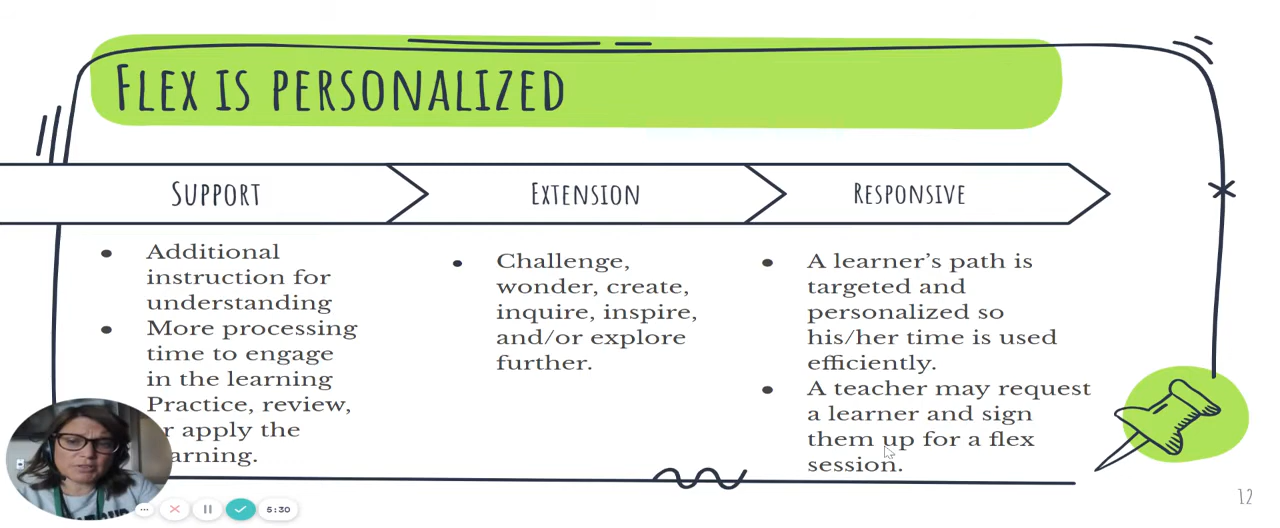 Flex is personalized
Support
Extension
Responsive
Additional
instruction for
understanding
More processing
time to engage
in the learning
Practice, review,
apply the
Challenge,
wonder, create,
inquire, inspire,
and/or explore
further.
A learner’s path is
targeted and
personalized so
his/her time is used
efficiently.
A teacher may request
a learner and sign
them up for a flex
session.
5:30
12